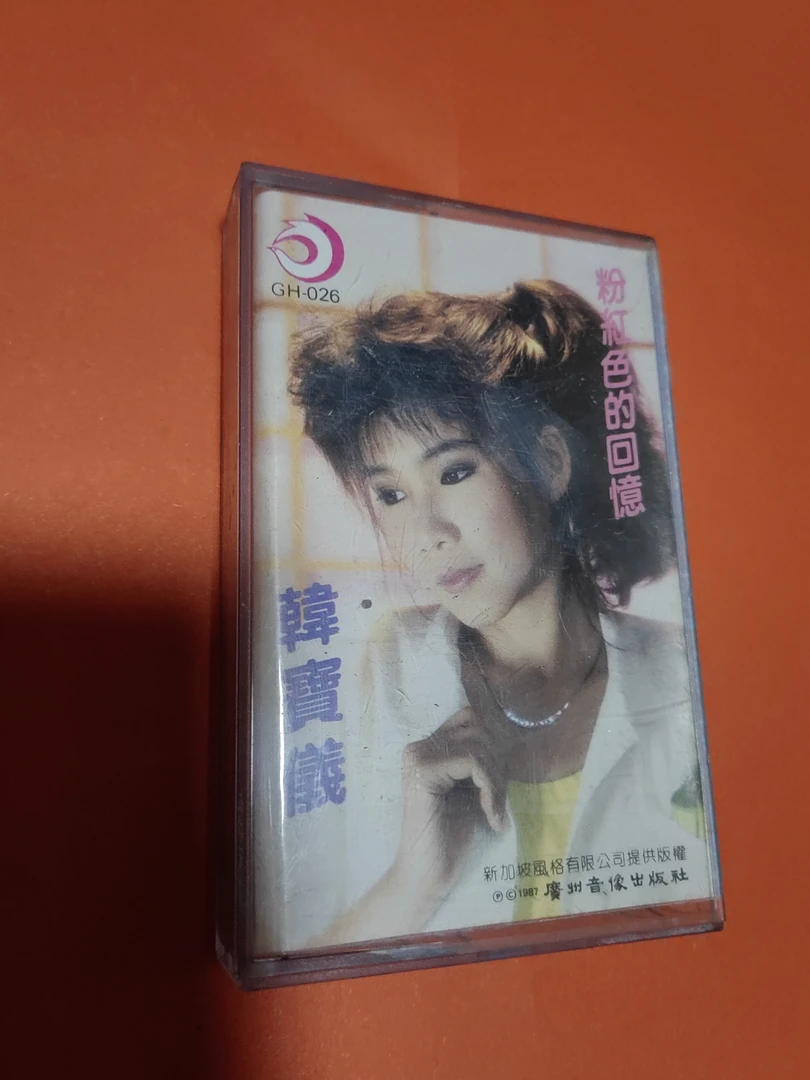 GH-026
粉紅色的回憶
韓寶儀
新加坡風格有限公司提供版權
Ⓟ©1987 廣州音像出版社